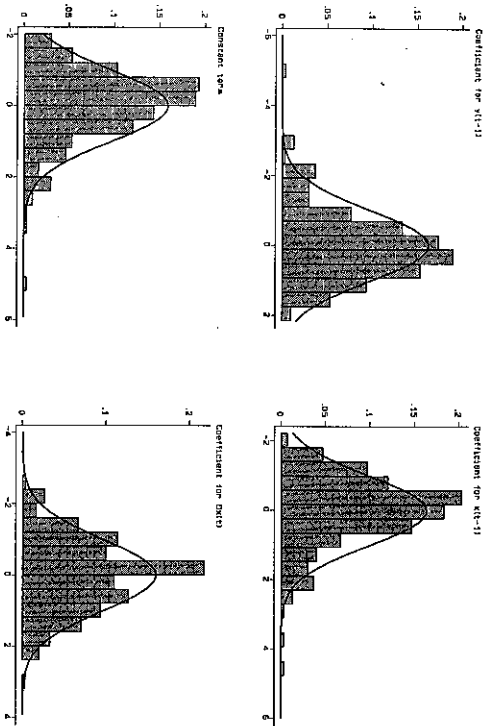 Coefficient for y(t-1)
.2
.15
.1
.05
0
-6 -4 -2 0 2
Coefficient for x(t-1)
.2
.15
.1
.05
0
-2 0 2 4 6
Constant term
.2
.15
.1
.05
0
-2 0 2 4 6
Coefficient for Dx(t)
.2
.1
0
-4 -2 0 2 4